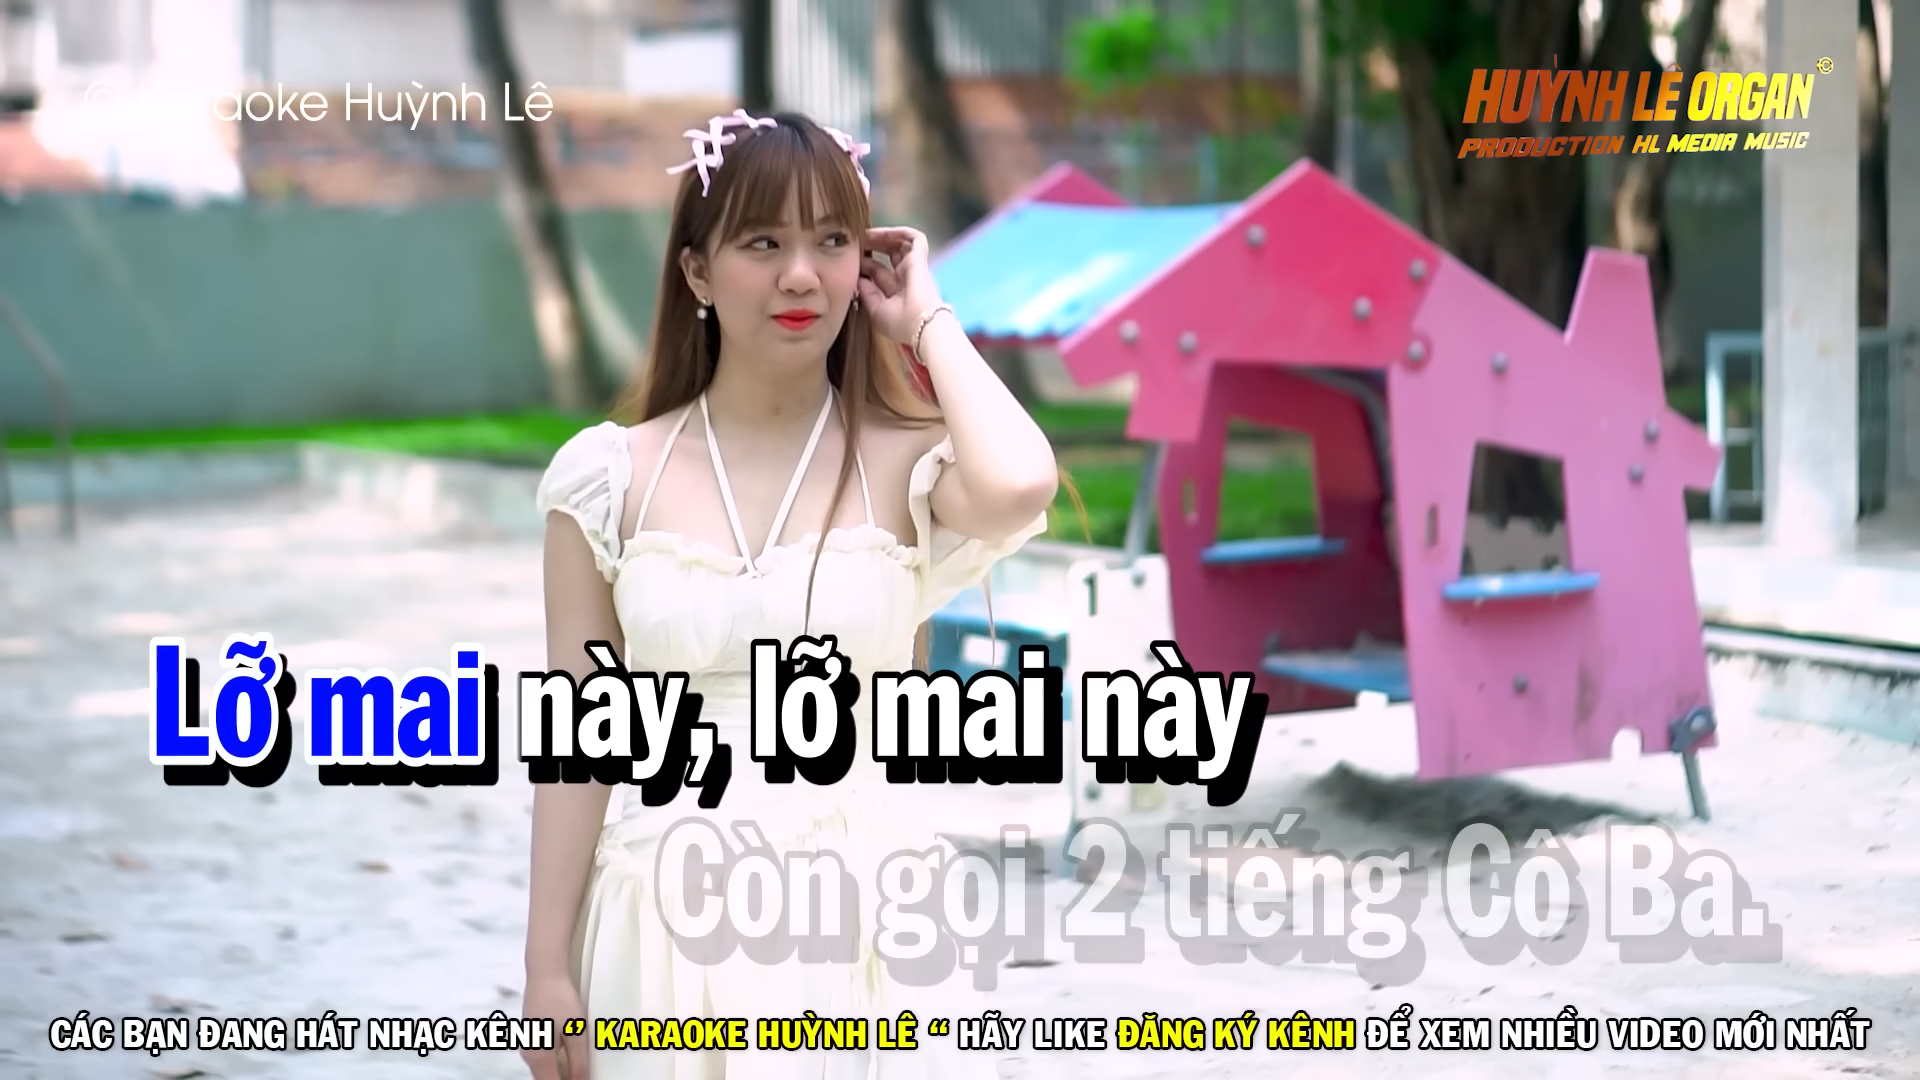 Karaoke Huỳnh Lê
HUỲNH LÊ ORGAN
PRODUCTION HL MEDIA MUSIC
1
Lỡ mai này, lỡ mai này
Còn gọi 2 tiếng Cô Ba.
CÁC BẠN ĐANG HÁT NHẠC KÊNH “ KARAOKE HUỲNH LÊ “ HÃY LIKE ĐĂNG KÝ KÊNH ĐỂ XEM NHIỀU VIDEO MỚI NHẤT